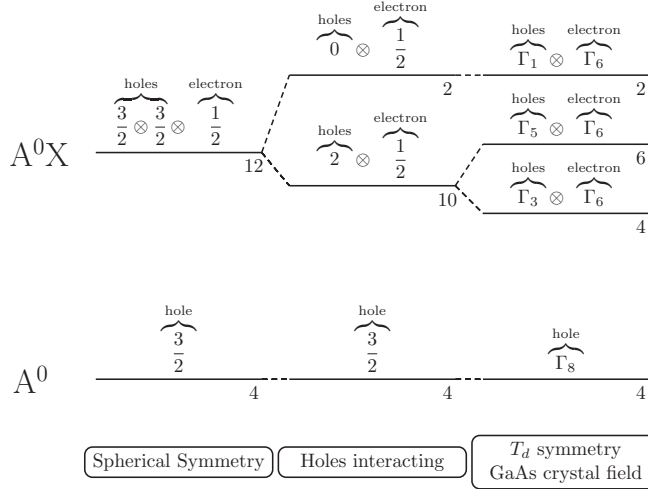 holes electron
0 ⊗ 1/2
2
holes electron
Γ1 ⊗ Γ6
2
holes electron
3/2 ⊗ 3/2 ⊗ 1/2
A⁰X
12
holes electron
2 ⊗ 1/2
10
holes electron
Γ5 ⊗ Γ6
6
holes electron
Γ3 ⊗ Γ6
4
A⁰
hole
3/2
4
hole
3/2
4
hole
Γ8
4
Spherical Symmetry
Holes interacting
Td symmetry
GaAs crystal field